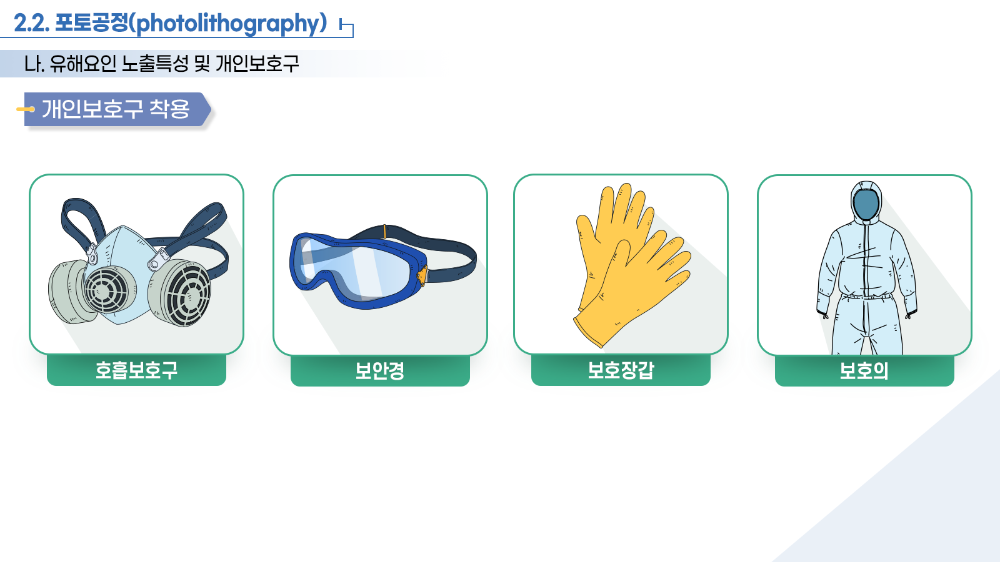 2.2. 포토공정(photolithography)
나. 유해요인 노출특성 및 개인보호구
개인보호구 착용
호흡보호구
보안경
보호장갑
보호의